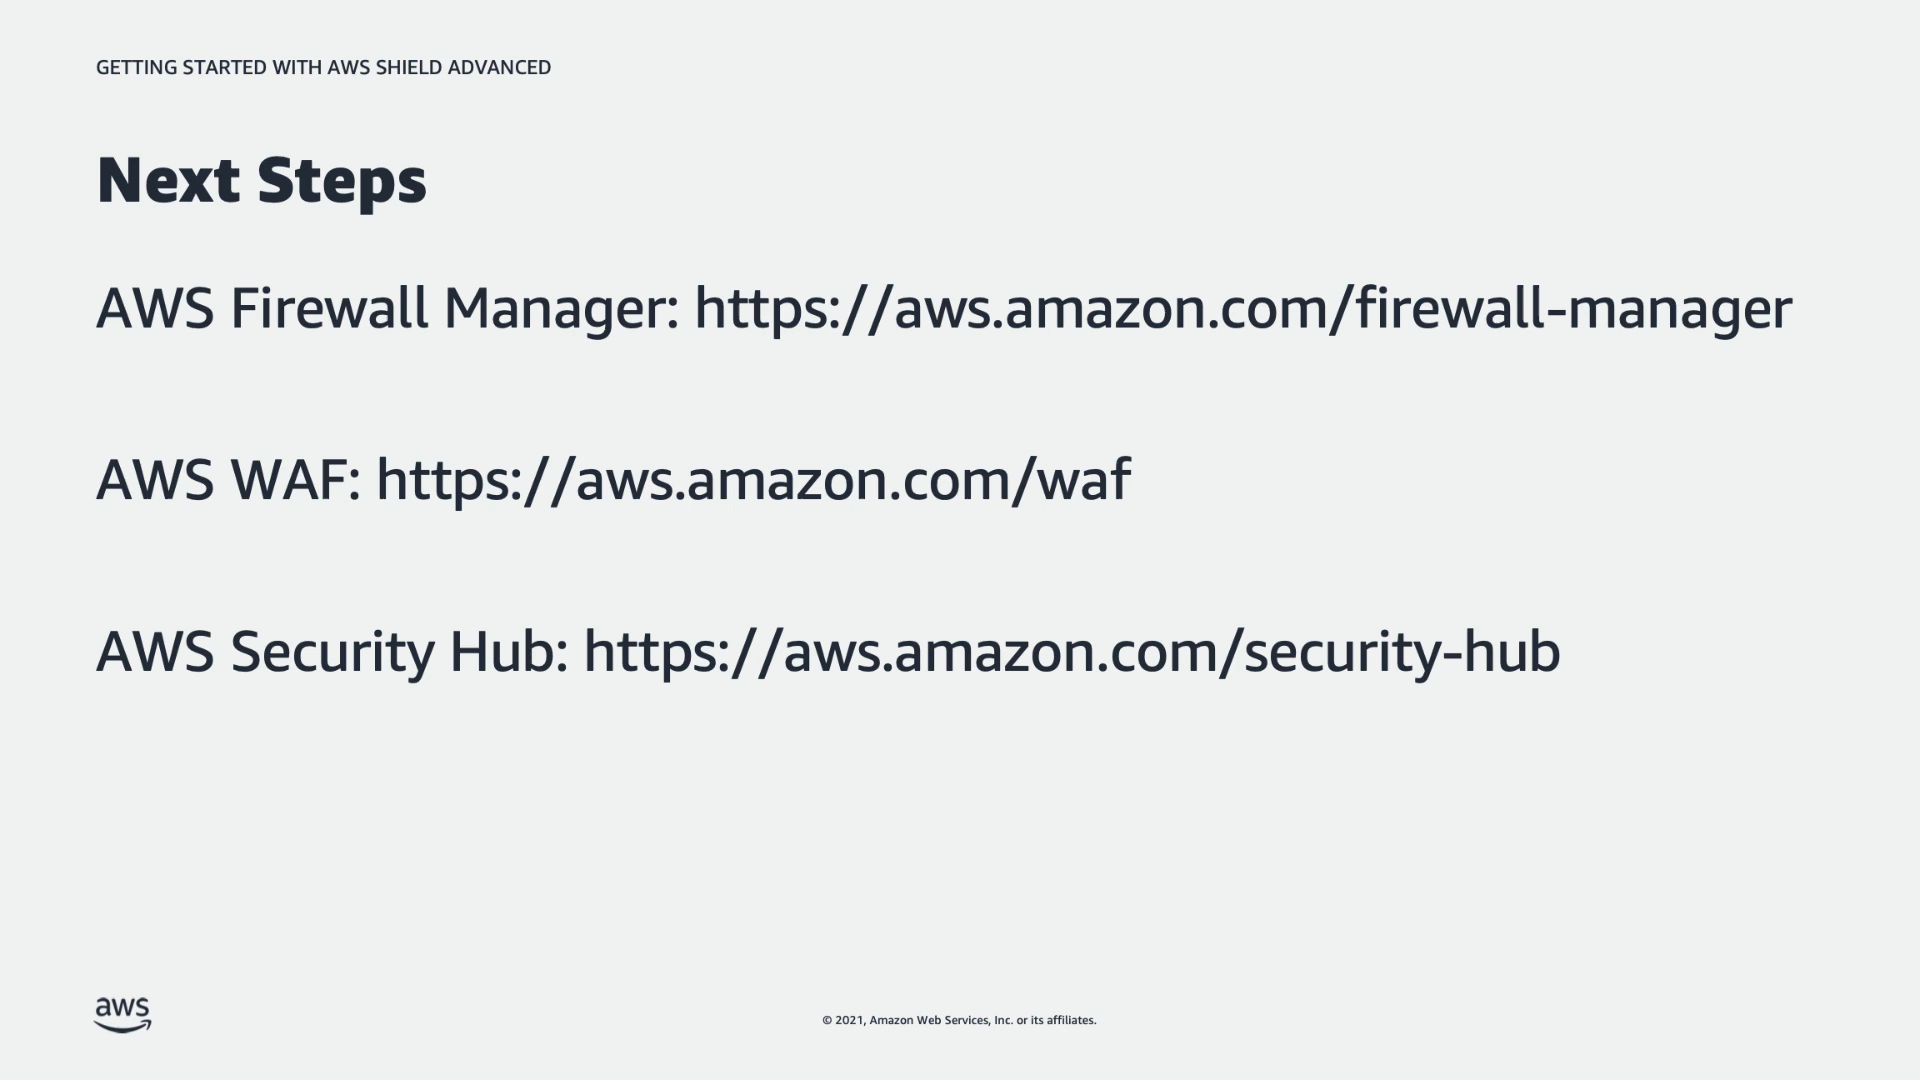 GETTING STARTED WITH AWS SHIELD ADVANCED
Next Steps
AWS Firewall Manager: https://aws.amazon.com/firewall-manager
AWS WAF: https://aws.amazon.com/waf
AWS Security Hub: https://aws.amazon.com/security-hub
aws
© 2021, Amazon Web Services, Inc. or its affiliates.